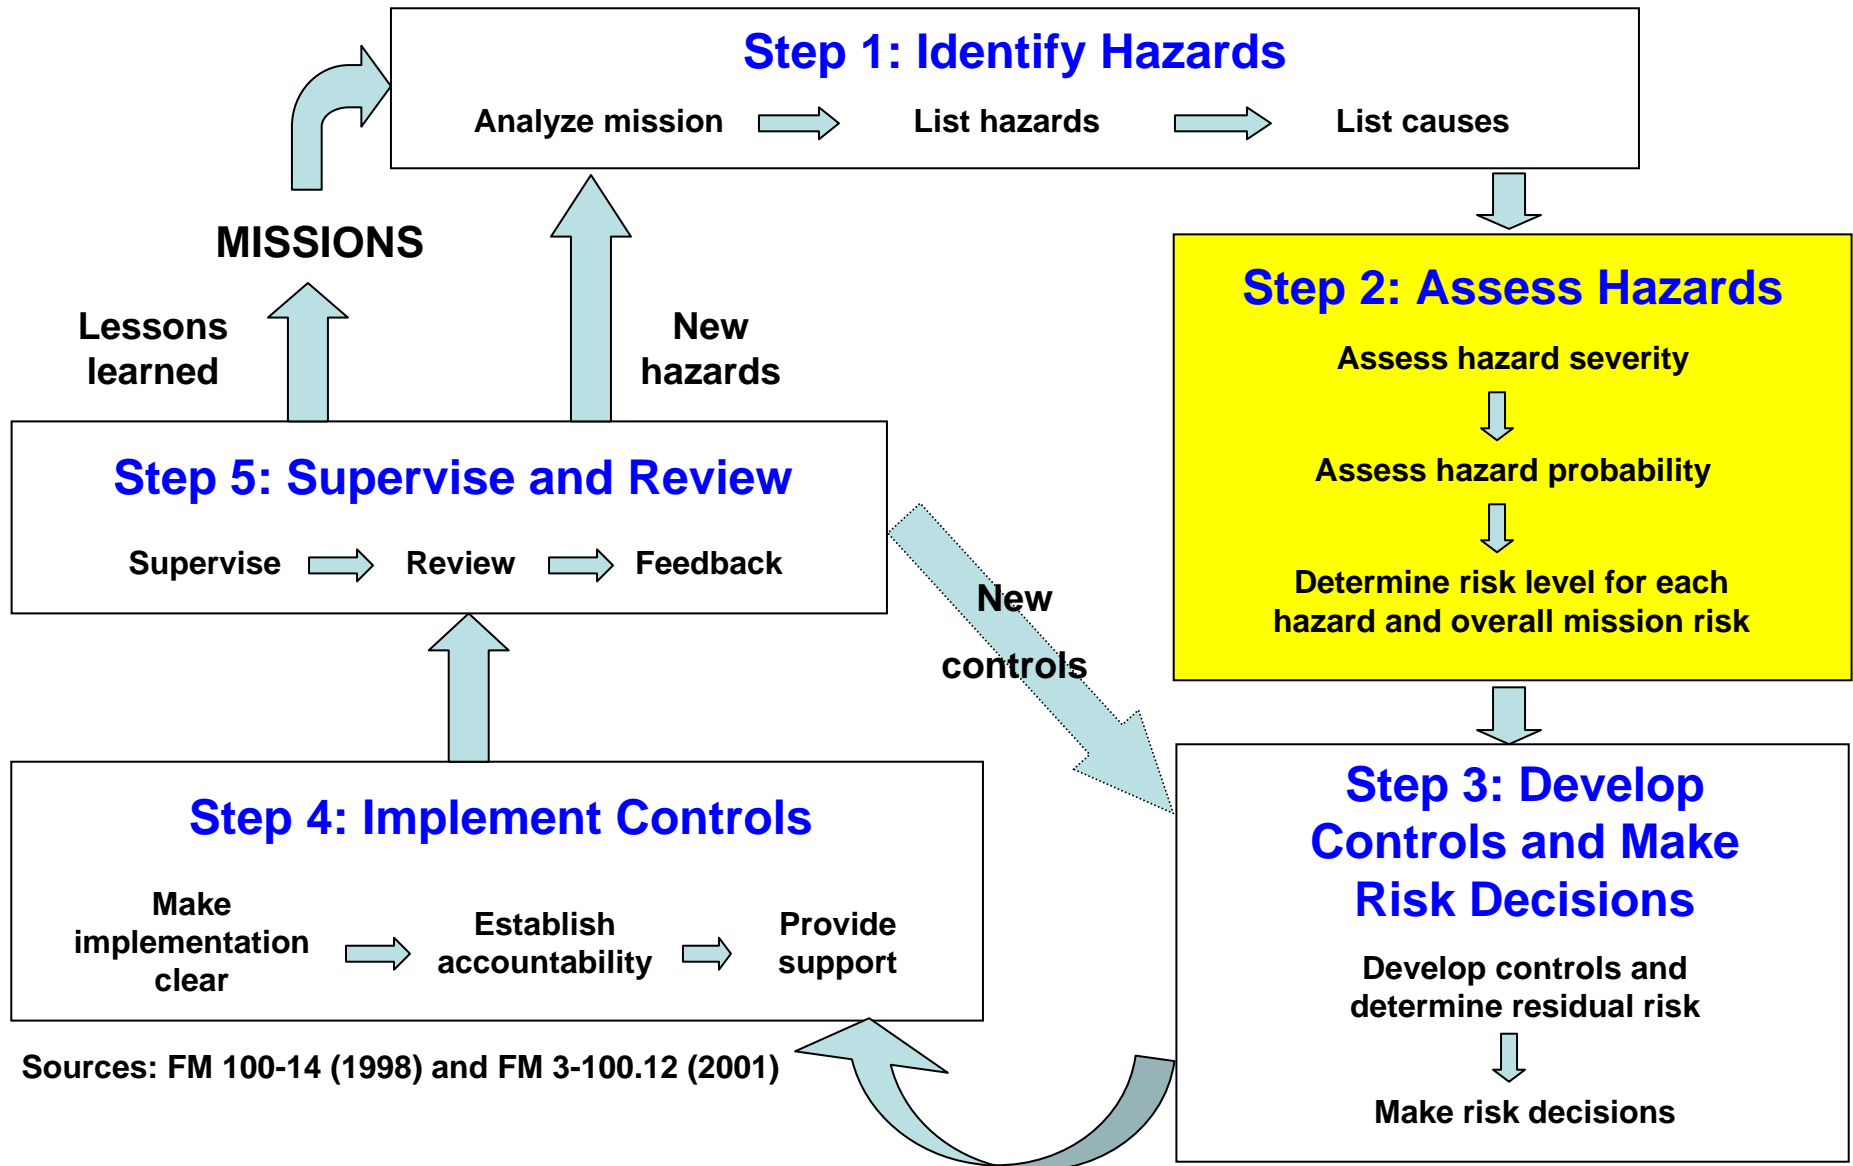 Step 1: Identify Hazards
Analyze mission
List hazards
List causes
MISSIONS
Lessons
learned
New
hazards
Step 2: Assess Hazards
Assess hazard severity
Assess hazard probability
Determine risk level for each
hazard and overall mission risk
Step 5: Supervise and Review
Supervise
Review
Feedback
New
controls
Step 3: Develop
Controls and Make
Risk Decisions
Develop controls and
determine residual risk
Make risk decisions
Step 4: Implement Controls
Make
implementation
clear
Establish
accountability
Provide
support
Sources: FM 100-14 (1998) and FM 3-100.12 (2001)